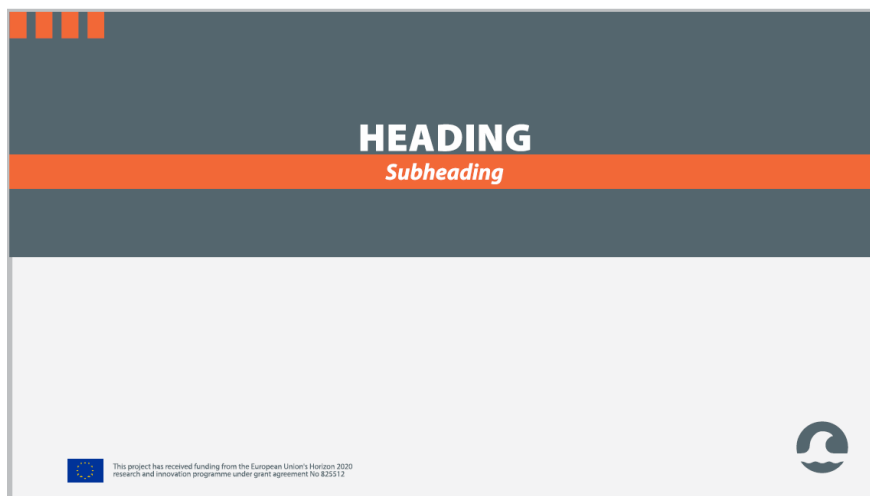 HEADING
Subheading
This project has received funding from the European Union's Horizon 2020
research and innovation programme under grant agreement No 825512